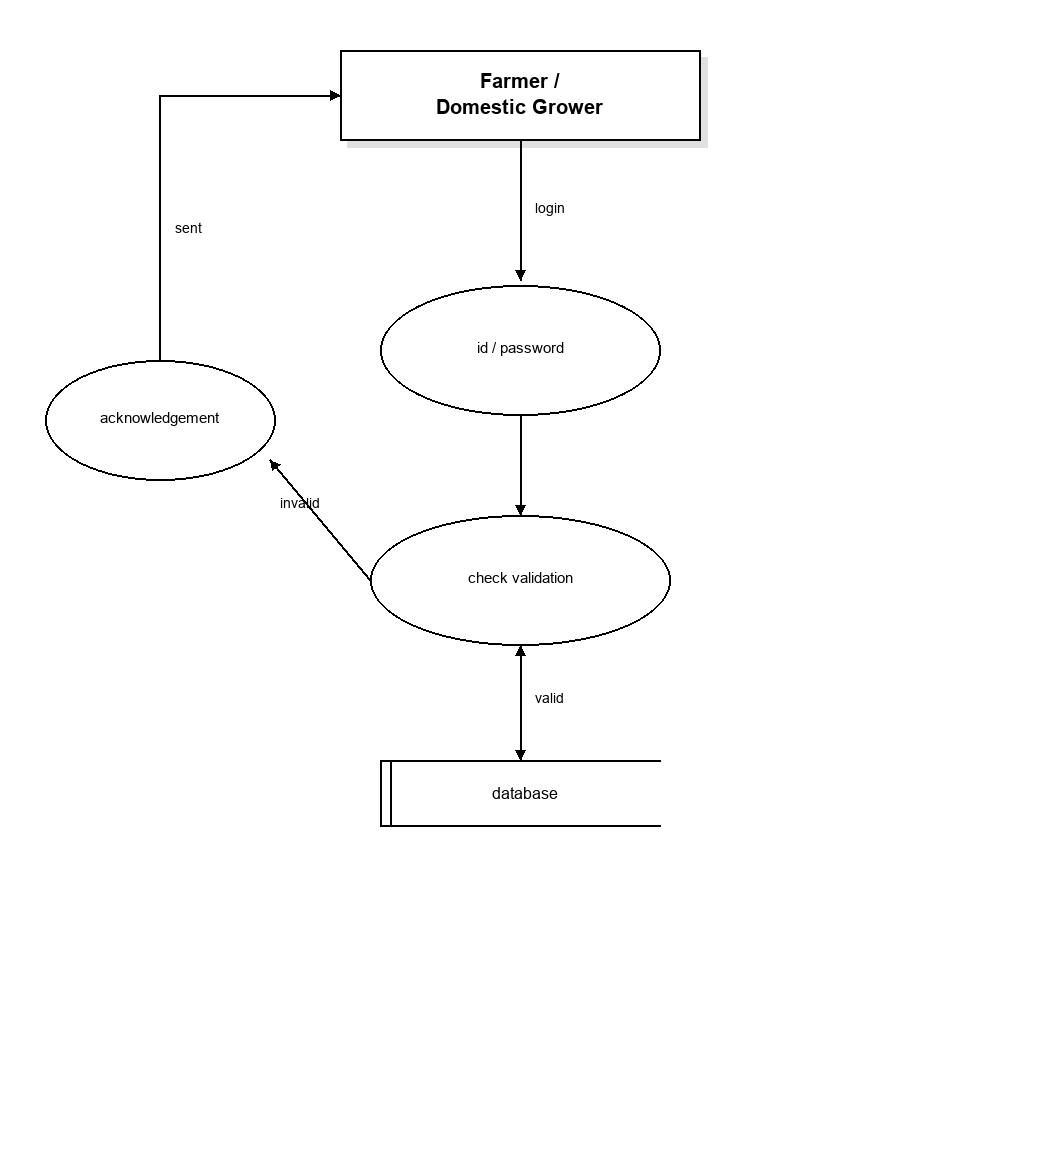 Farmer /
Domestic Grower
login
sent
id / password
acknowledgement
invalid
check validation
valid
database